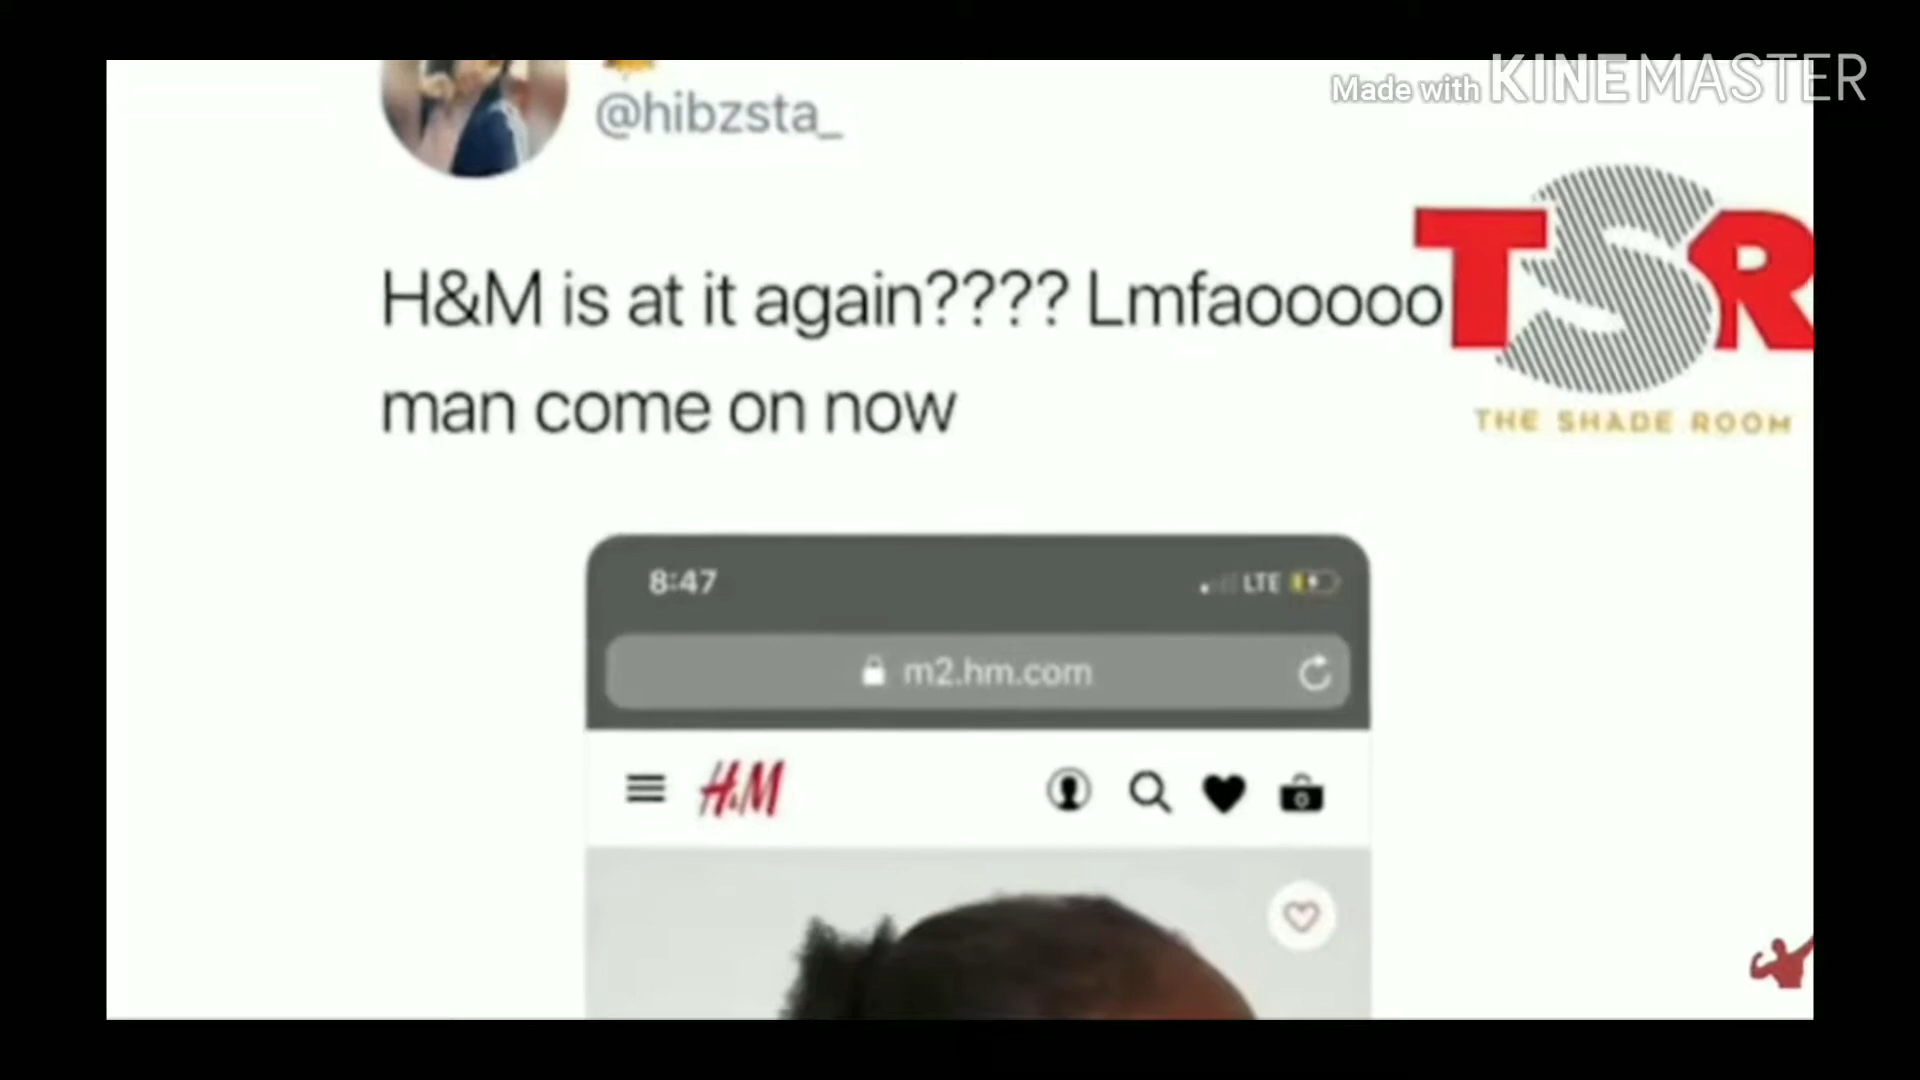 Made with KINEMASTER
@hibzsta_
TSR
THE SHADE ROOM
H&M is at it again???? Lmfaooooo
man come on now
8:47
LTE
m2.hm.com
H&M
0